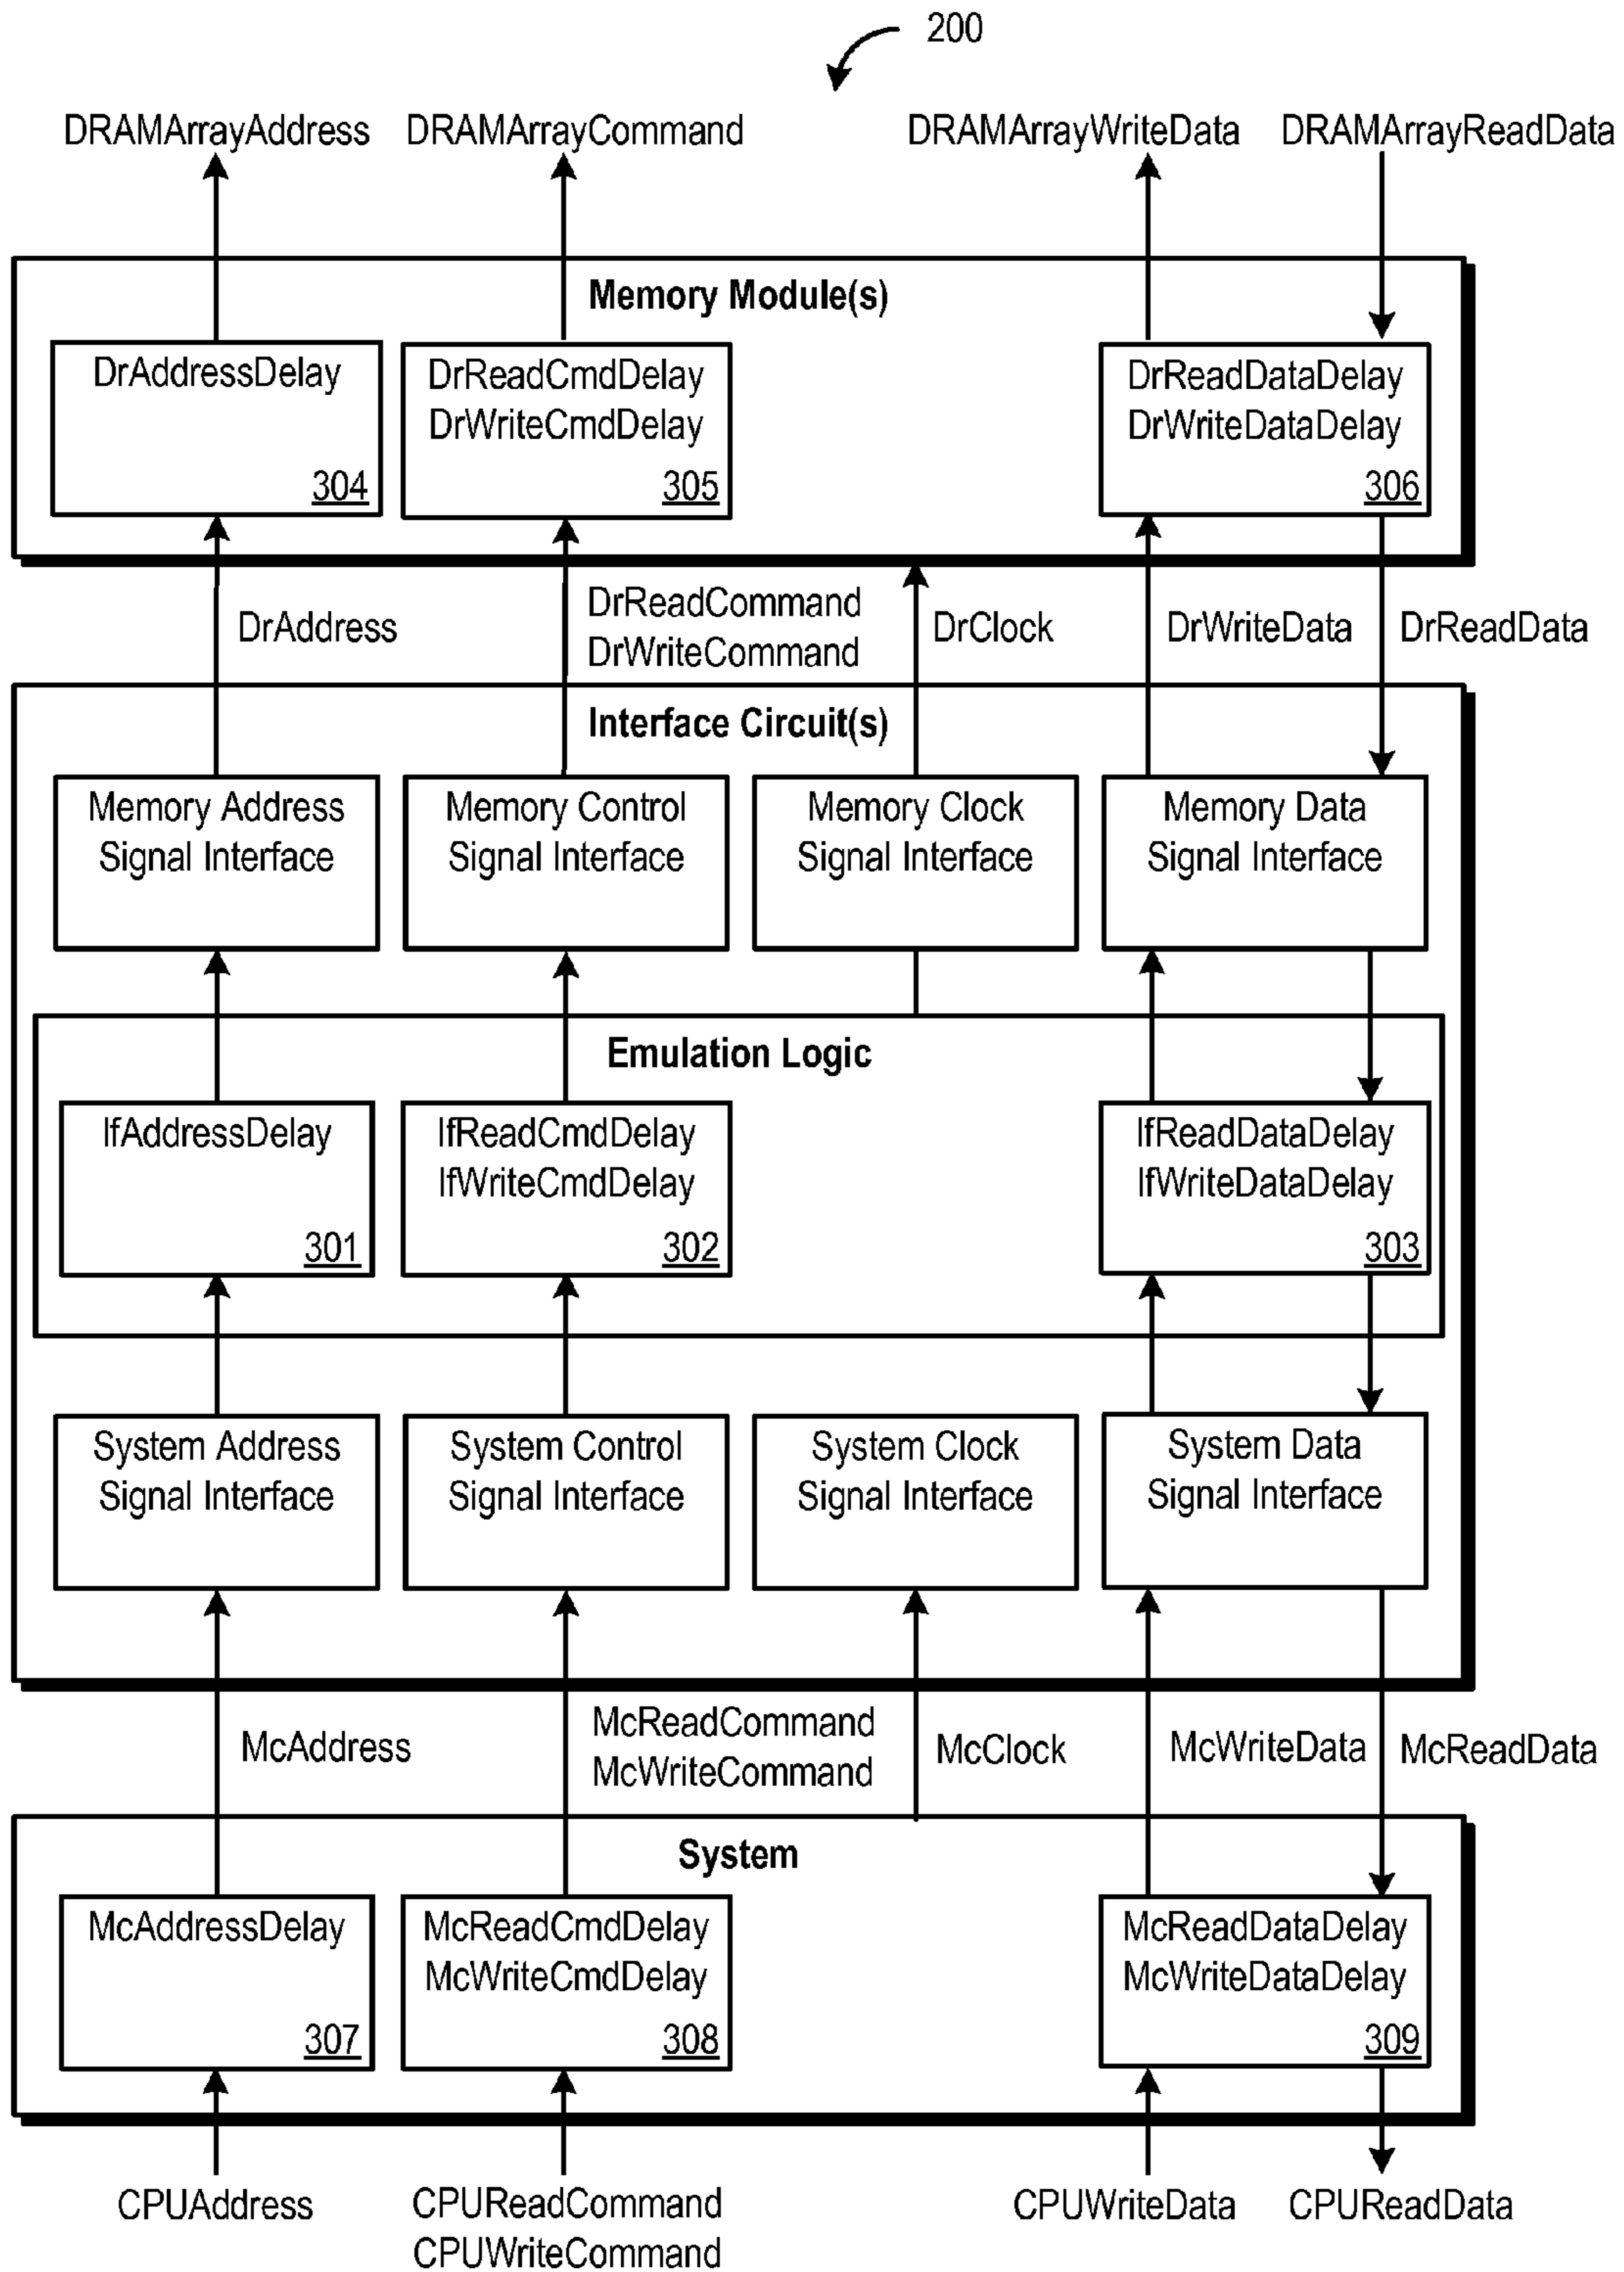 200
DRAMArrayAddress DRAMArrayCommand DRAMArrayWriteData DRAMArrayReadData
Memory Module(s)
DrAddressDelay
304
DrReadCmdDelay
DrWriteCmdDelay
305
DrReadDataDelay
DrWriteDataDelay
306
DrAddress
DrReadCommand
DrWriteCommand
DrClock
DrWriteData
DrReadData
Interface Circuit(s)
Memory Address
Signal Interface
Memory Control
Signal Interface
Memory Clock
Signal Interface
Memory Data
Signal Interface
Emulation Logic
IfAddressDelay
301
IfReadCmdDelay
IfWriteCmdDelay
302
IfReadDataDelay
IfWriteDataDelay
303
System Address
Signal Interface
System Control
Signal Interface
System Clock
Signal Interface
System Data
Signal Interface
McAddress
McReadCommand
McWriteCommand
McClock
McWriteData
McReadData
System
McAddressDelay
307
McReadCmdDelay
McWriteCmdDelay
308
McReadDataDelay
McWriteDataDelay
309
CPUAddress
CPUReadCommand
CPUWriteCommand
CPUWriteData
CPUReadData